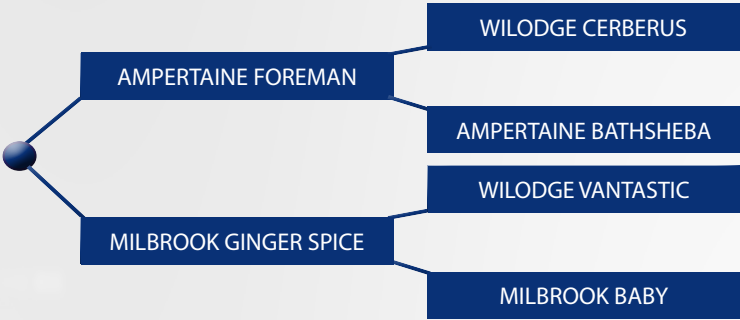 WILODGE CERBERUS
AMPERTAINE FOREMAN
AMPERTAINE BATHSHEBA
WILODGE VANTASTIC
MILBROOK GINGER SPICE
MILBROOK BABY